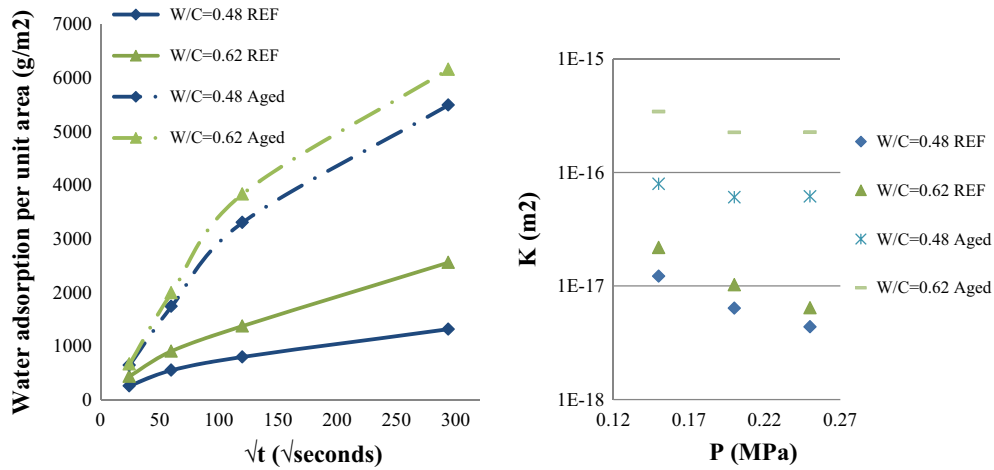 7000
6000
5000
4000
3000
2000
1000
0
Water adsorption per unit area (g/m2)
W/C=0.48 REF
W/C=0.62 REF
W/C=0.48 Aged
W/C=0.62 Aged
0 50 100 150 200 250 300
√t (√seconds)
1E-15
1E-16
1E-17
1E-18
K (m2)
0.12 0.17 0.22 0.27
P (MPa)
W/C=0.48 REF
W/C=0.62 REF
W/C=0.48 Aged
W/C=0.62 Aged